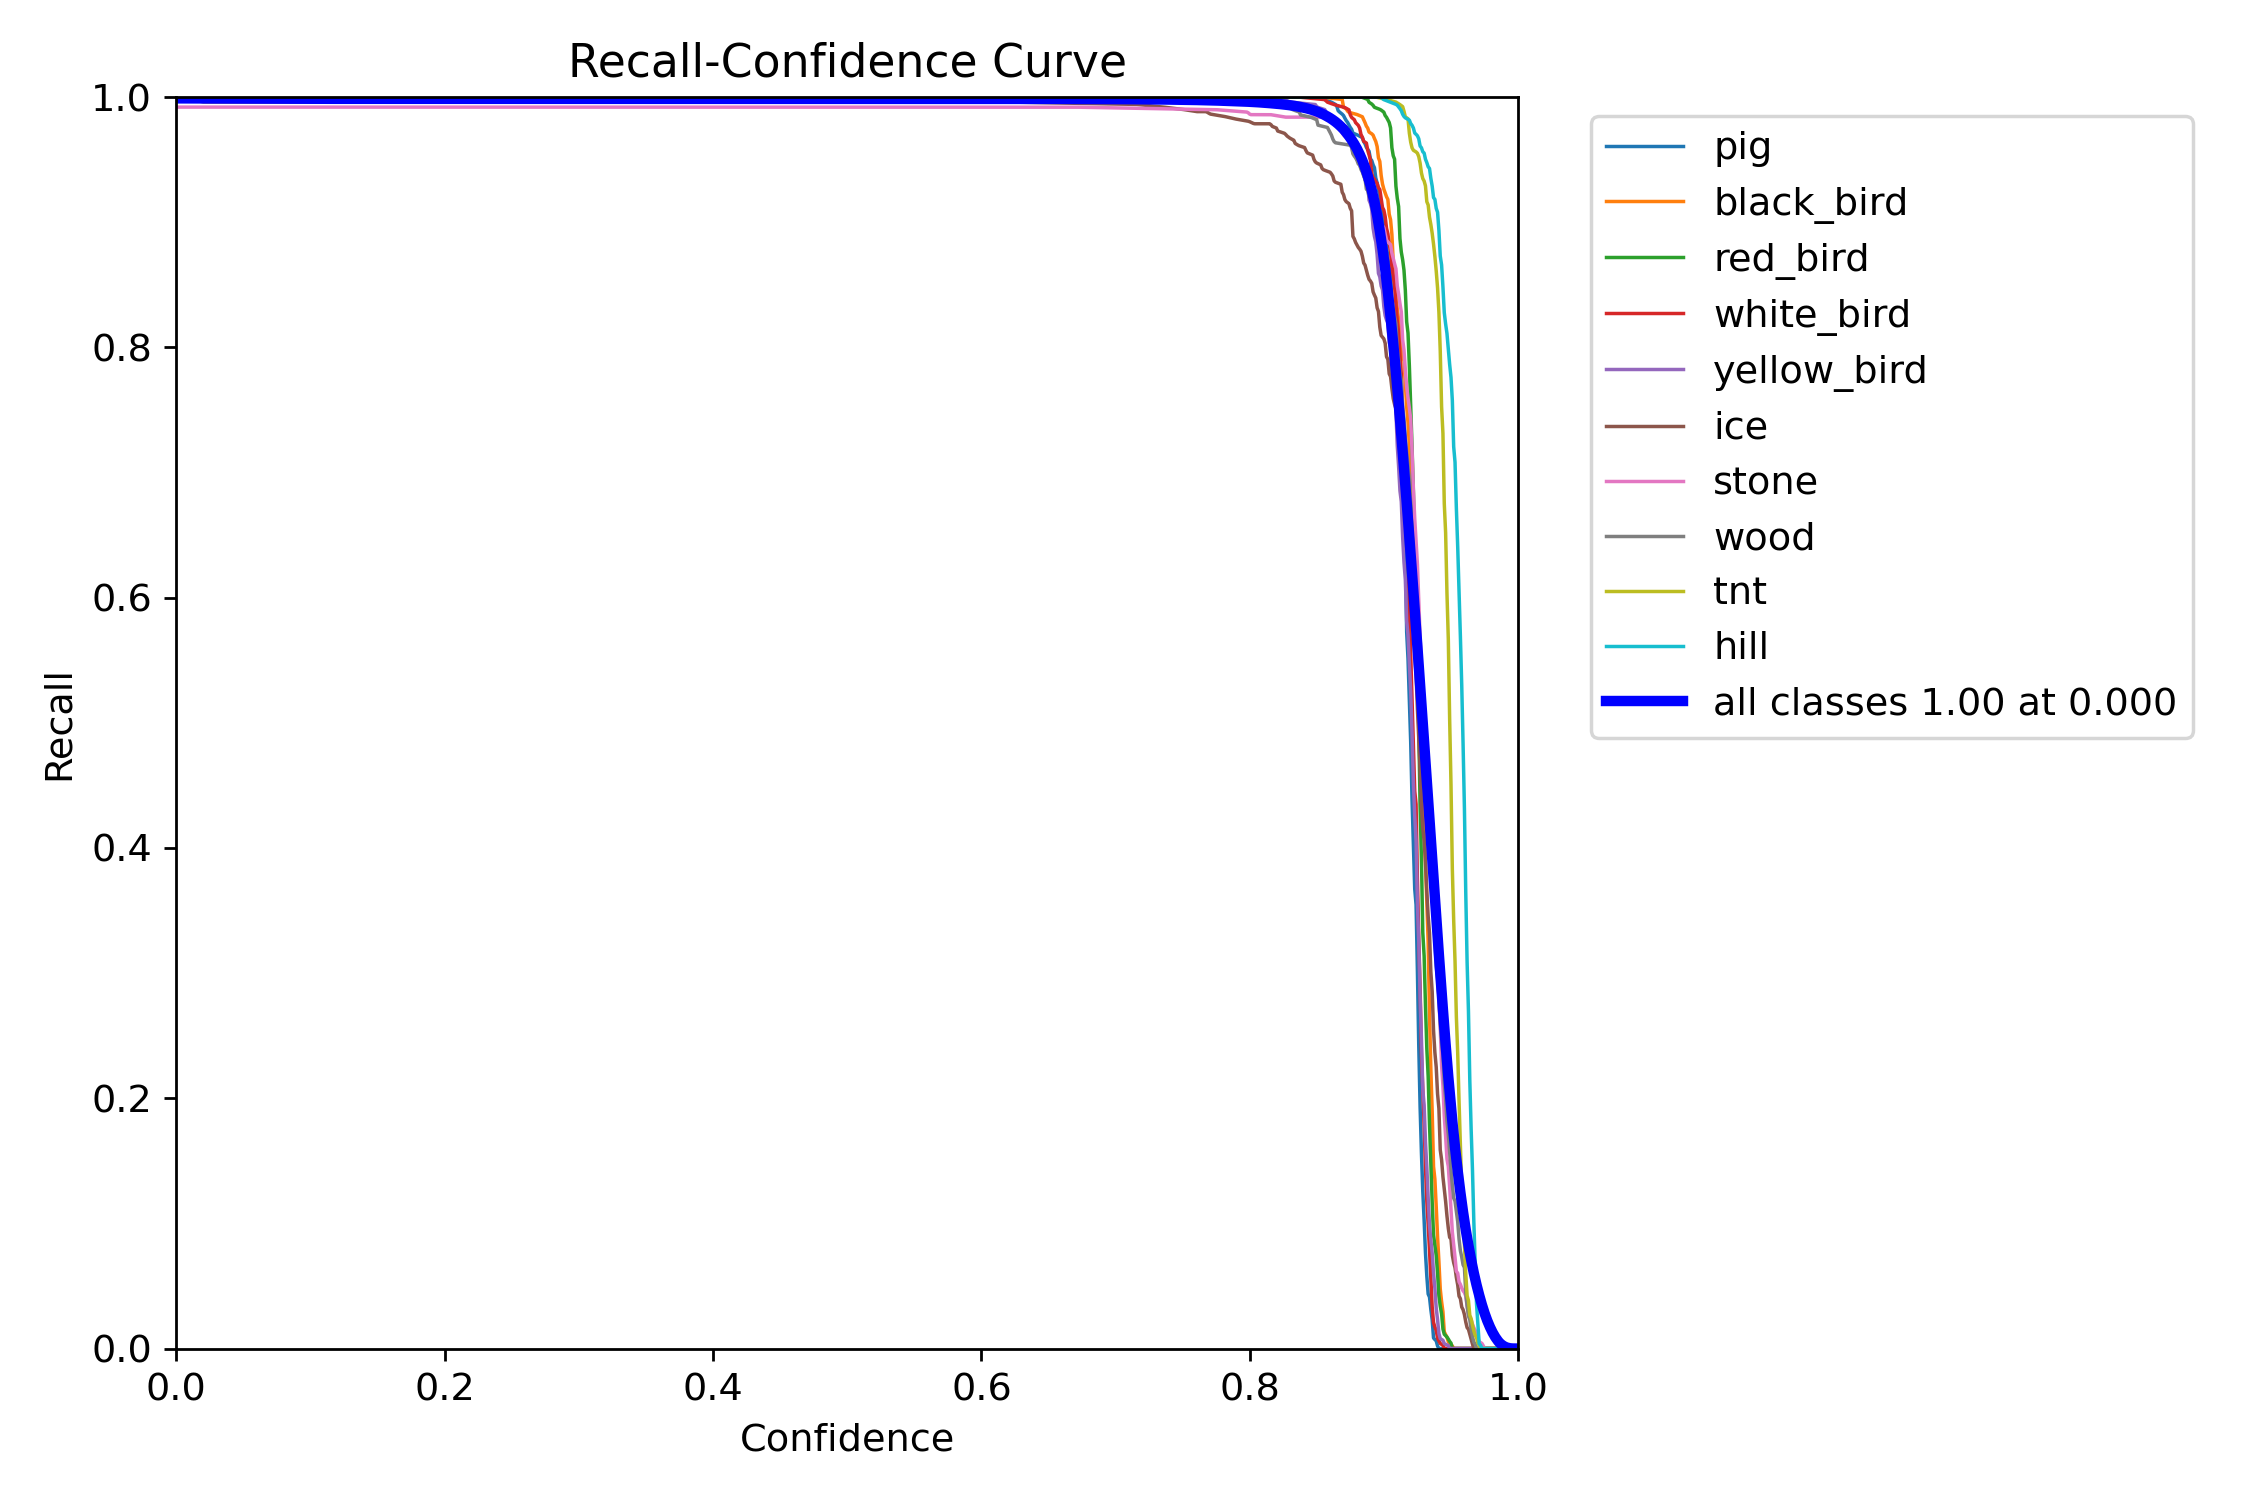 Recall-Confidence Curve
1.0
0.8
0.6
0.4
0.2
0.0
Recall
0.0 0.2 0.4 0.6 0.8 1.0
Confidence
pig
black_bird
red_bird
white_bird
yellow_bird
ice
stone
wood
tnt
hill
all classes 1.00 at 0.000